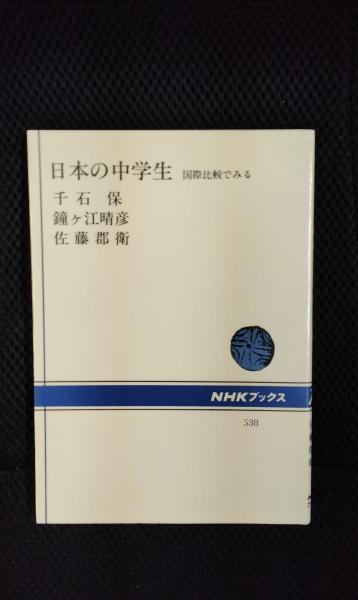 日本の中学生 国際比較でみる
千石 保
鐘ヶ江晴彦
佐藤郡衛
NHKブックス
538